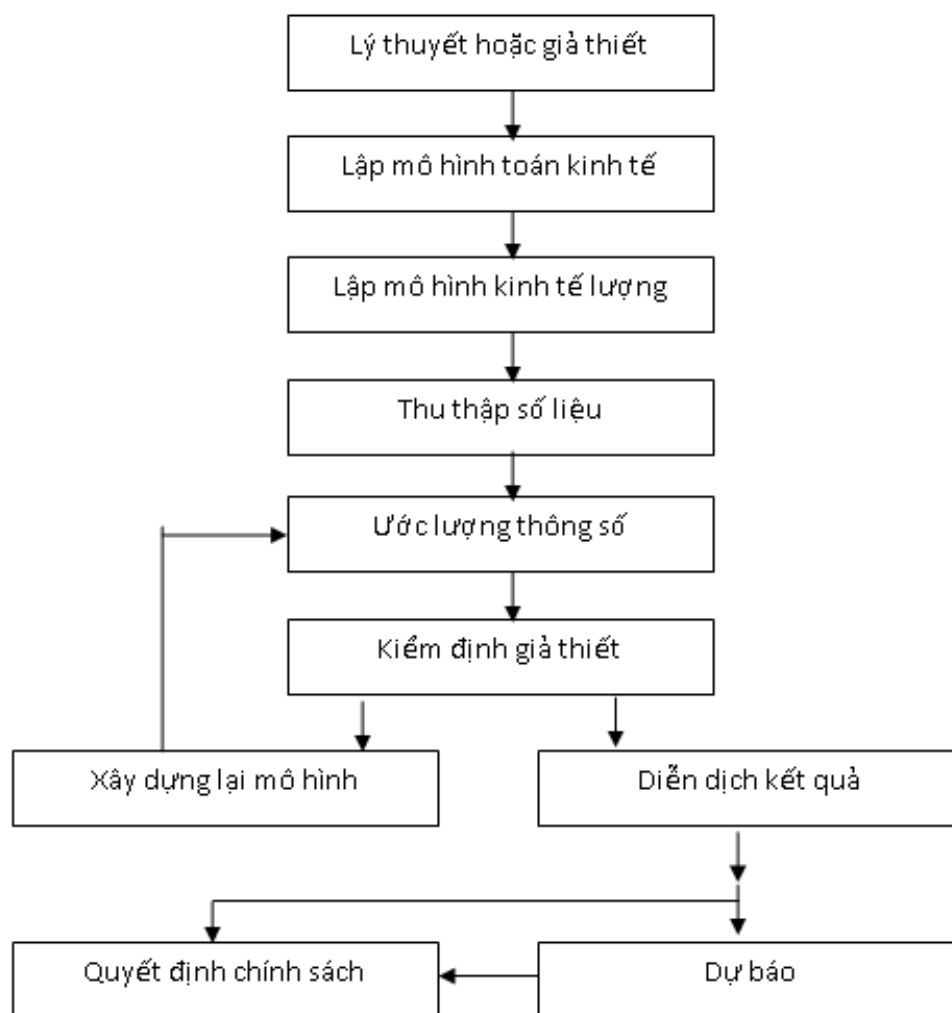 Lý thuyết hoặc giả thiết
Lập mô hình toán kinh tế
Lập mô hình kinh tế lượng
Thu thập số liệu
Ước lượng thông số
Kiểm định giả thiết
Xây dựng lại mô hình
Diễn dịch kết quả
Quyết định chính sách
Dự báo